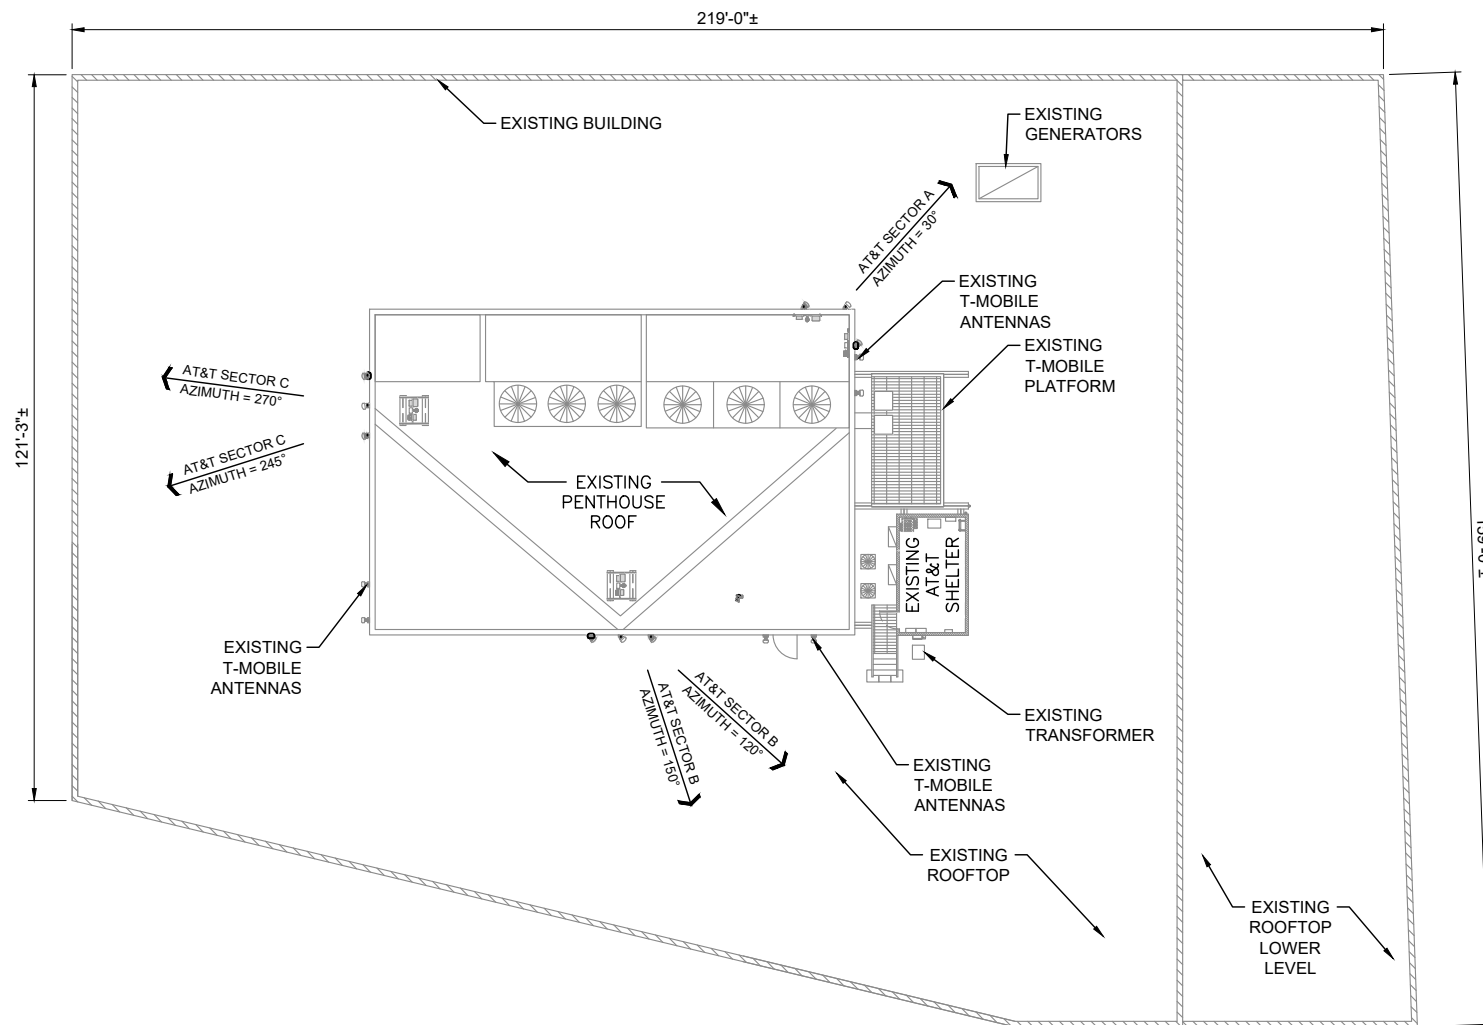 219'-0"±
EXISTING BUILDING
EXISTING
GENERATORS
AT&T SECTOR A
AZIMUTH = 30°
EXISTING
T-MOBILE
ANTENNAS
EXISTING
T-MOBILE
PLATFORM
AT&T SECTOR C
AZIMUTH = 270°
AT&T SECTOR C
AZIMUTH = 245°
121'-3"±
EXISTING
PENTHOUSE
ROOF
EXISTING
AT&T
SHELTER
EXISTING
T-MOBILE
ANTENNAS
AT&T SECTOR B
AZIMUTH = 150°
AT&T SECTOR B
AZIMUTH = 120°
EXISTING
TRANSFORMER
EXISTING
T-MOBILE
ANTENNAS
EXISTING
ROOFTOP
EXISTING
ROOFTOP
LOWER
LEVEL